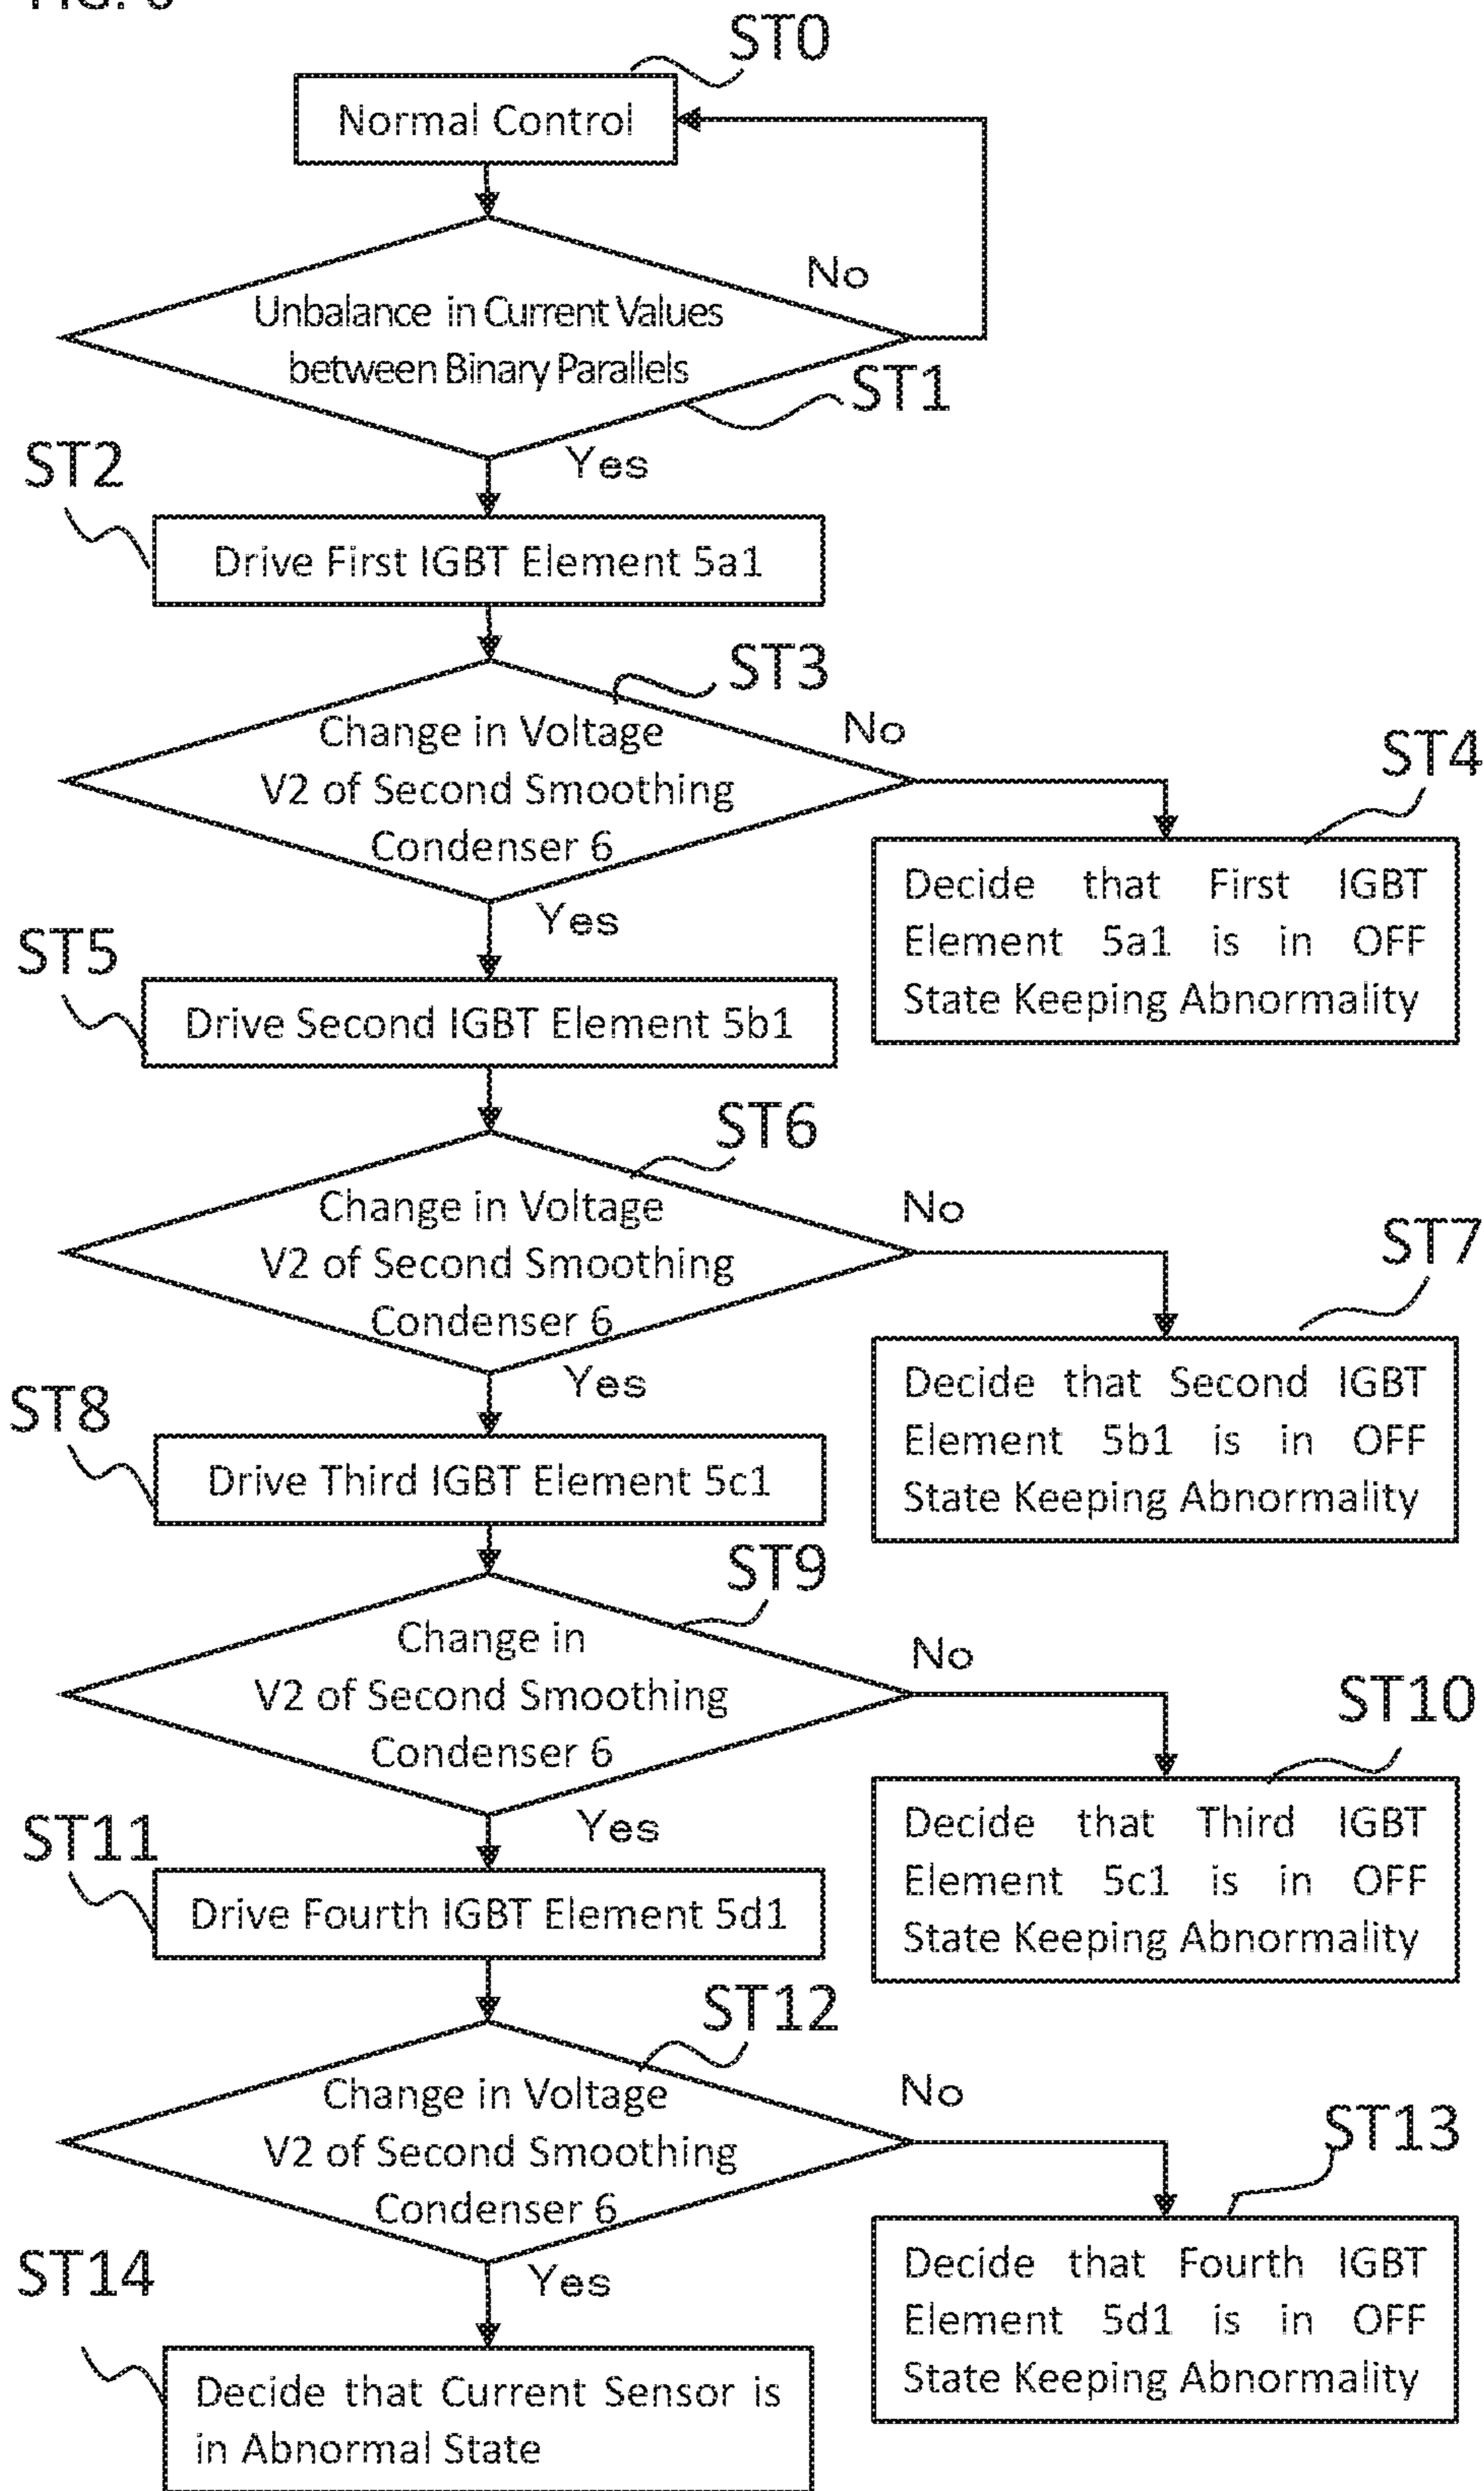 ST0
Normal Control
No
Unbalance in Current Values
between Binary Parallels
ST1
Yes
ST2
Drive First IGBT Element 5a1
ST3
Change in Voltage
V2 of Second Smoothing
Condenser 6
No
ST4
Decide that First IGBT
Element 5a1 is in OFF
State Keeping Abnormality
Yes
ST5
Drive Second IGBT Element 5b1
ST6
Change in Voltage
V2 of Second Smoothing
Condenser 6
No
ST7
Decide that Second IGBT
Element 5b1 is in OFF
State Keeping Abnormality
Yes
ST8
Drive Third IGBT Element 5c1
ST9
Change in
V2 of Second Smoothing
Condenser 6
No
ST10
Decide that Third IGBT
Element 5c1 is in OFF
State Keeping Abnormality
Yes
ST11
Drive Fourth IGBT Element 5d1
ST12
Change in Voltage
V2 of Second Smoothing
Condenser 6
No
ST13
Decide that Fourth IGBT
Element 5d1 is in OFF
State Keeping Abnormality
Yes
ST14
Decide that Current Sensor is
in Abnormal State